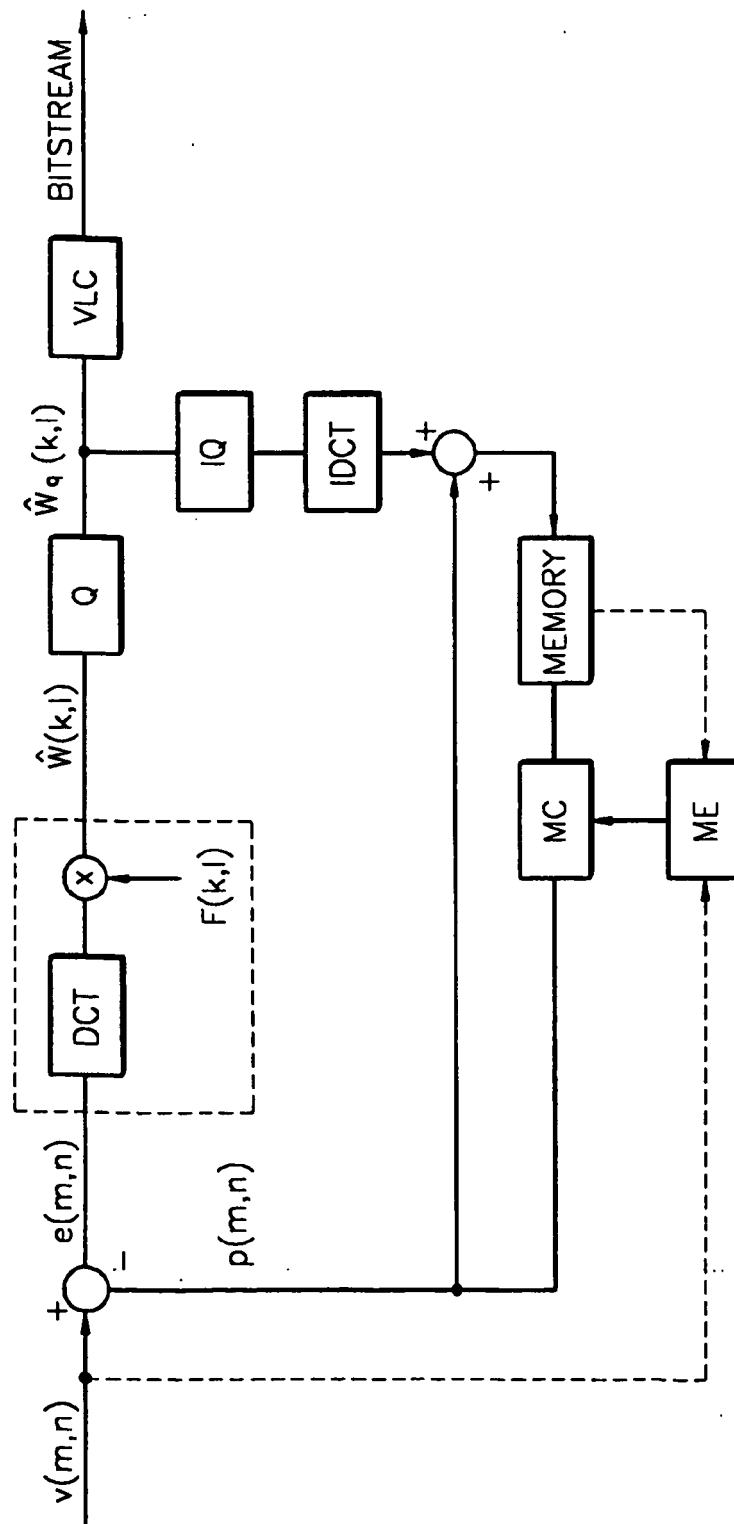 v(m,n)
+
-
e(m,n)
p(m,n)
DCT
x
F(k,l)
Ŵ(k,l)
Q
Ŵq(k,l)
VLC
BITSTREAM
IQ
IDCT
+
+
MEMORY
MC
ME